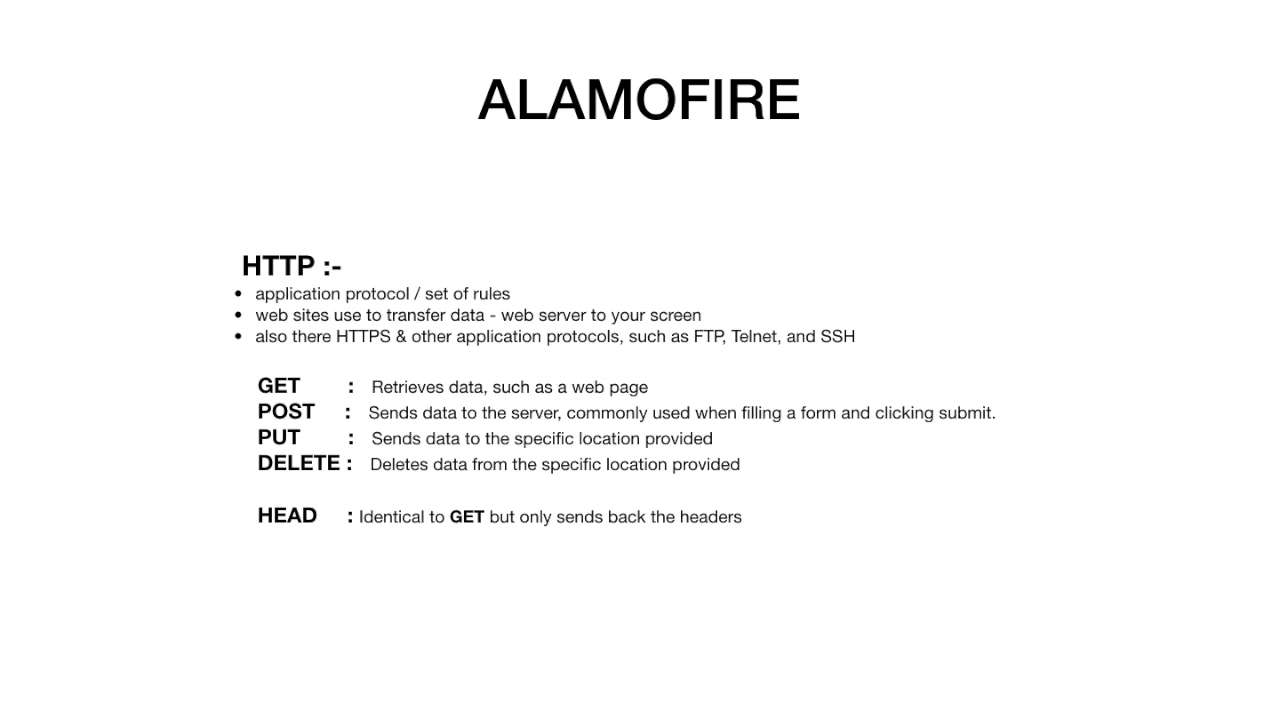 ALAMOFIRE
HTTP :-
• application protocol / set of rules
• web sites use to transfer data - web server to your screen
• also there HTTPS & other application protocols, such as FTP, Telnet, and SSH
GET : Retrieves data, such as a web page
POST : Sends data to the server, commonly used when filling a form and clicking submit.
PUT : Sends data to the specific location provided
DELETE : Deletes data from the specific location provided
HEAD : Identical to GET but only sends back the headers